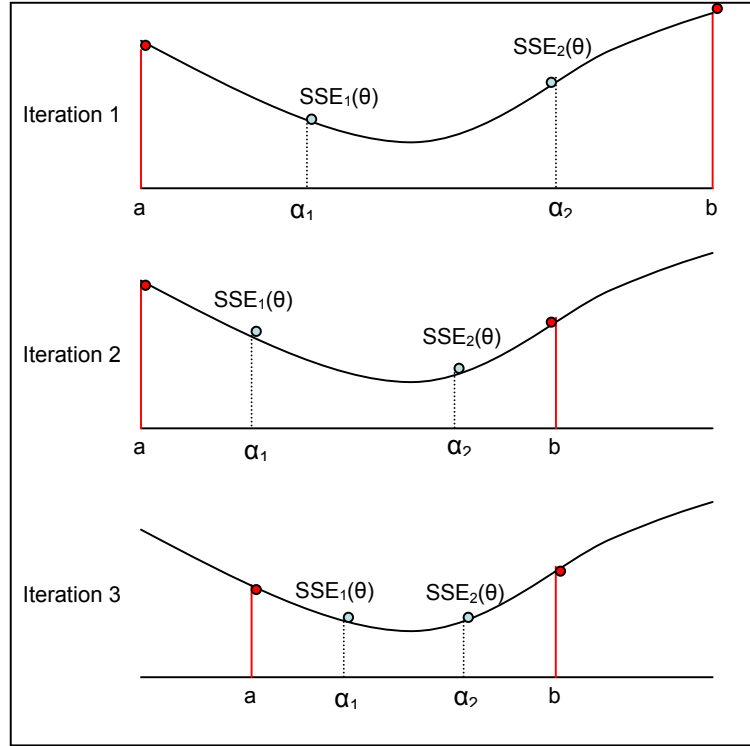 SSE₂(θ)
SSE₁(θ)
Iteration 1
a
α₁
α₂
b
SSE₁(θ)
SSE₂(θ)
Iteration 2
a
α₁
α₂
b
SSE₁(θ)
SSE₂(θ)
Iteration 3
a
α₁
α₂
b